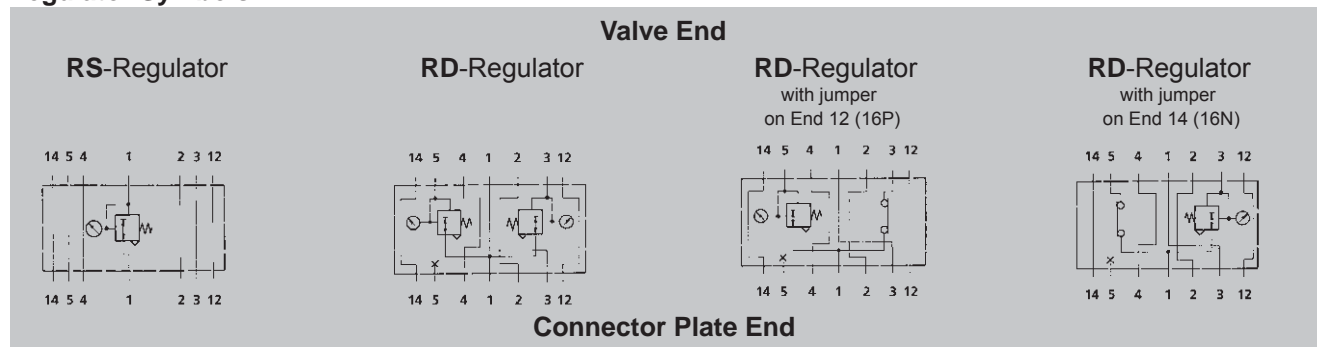 Valve End
RS-Regulator
RD-Regulator
RD-Regulator
with jumper
on End 12 (16P)
RD-Regulator
with jumper
on End 14 (16N)
14 5 4 1 2 3 12
14 5 4 1 2 3 12
14 5 4 1 2 3 12
14 5 4 1 2 3 12
14 5 4 1 2 3 12
14 5 4 1 2 3 12
14 5 4 1 2 3 12
14 5 4 1 2 3 12
Connector Plate End